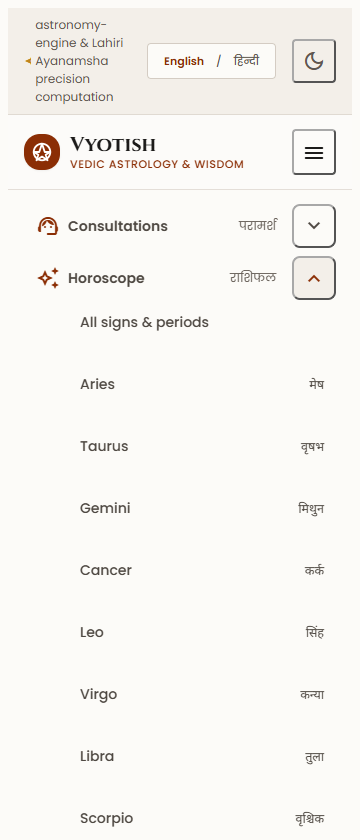 astronomy-
engine & Lahiri
Ayanamsha
precision
computation
English / हिन्दी
VYOTISH
VEDIC ASTROLOGY & WISDOM
Consultations परामर्श
Horoscope राशिफल
All signs & periods
Aries मेष
Taurus वृषभ
Gemini मिथुन
Cancer कर्क
Leo सिंह
Virgo कन्या
Libra तुला
Scorpio वृश्चिक